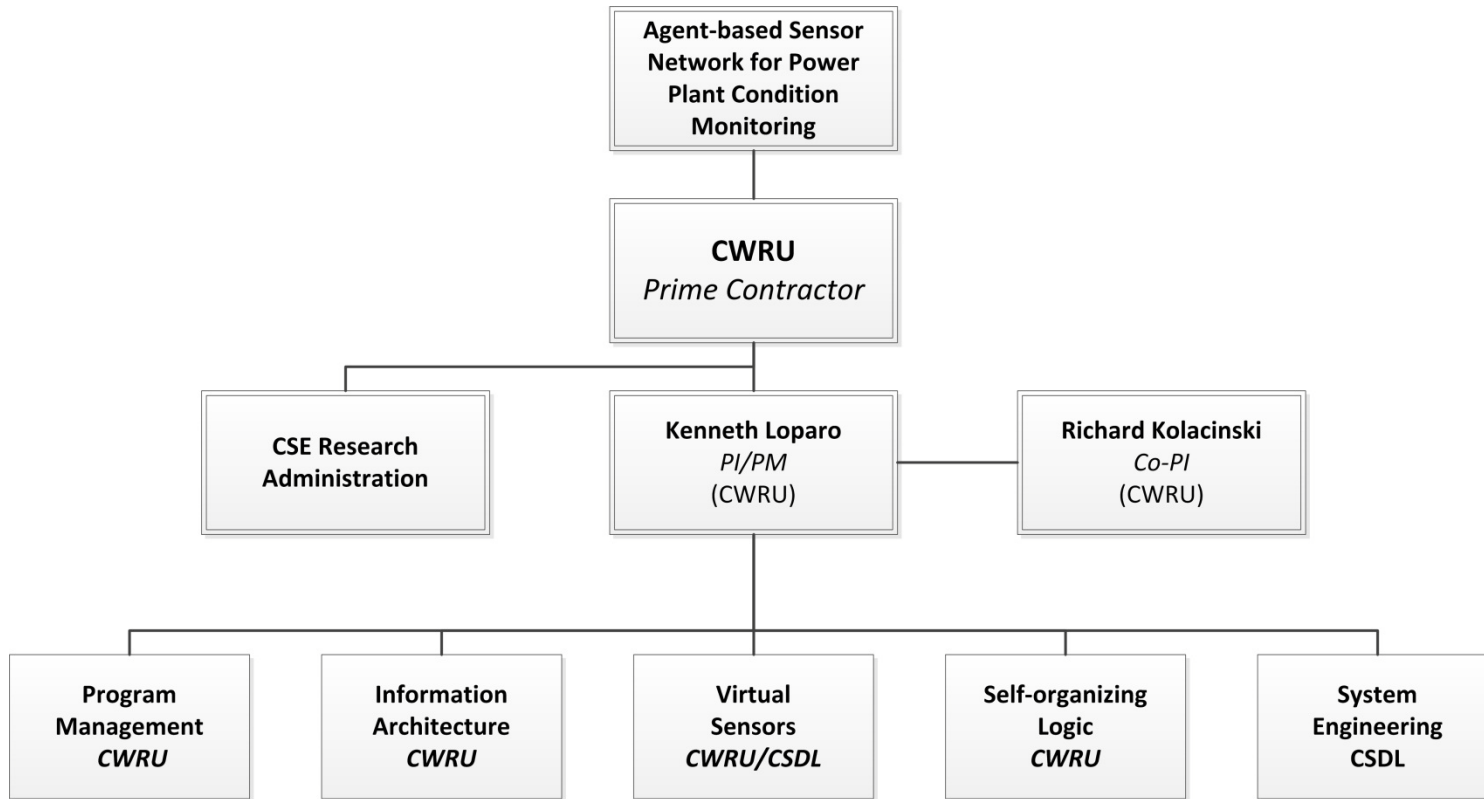 Agent-based Sensor
Network for Power
Plant Condition
Monitoring
CWRU
Prime Contractor
CSE Research
Administration
Kenneth Loparo
PI/PM
(CWRU)
Richard Kolacinski
Co-PI
(CWRU)
Program
Management
CWRU
Information
Architecture
CWRU
Virtual
Sensors
CWRU/CSDL
Self-organizing
Logic
CWRU
System
Engineering
CSDL